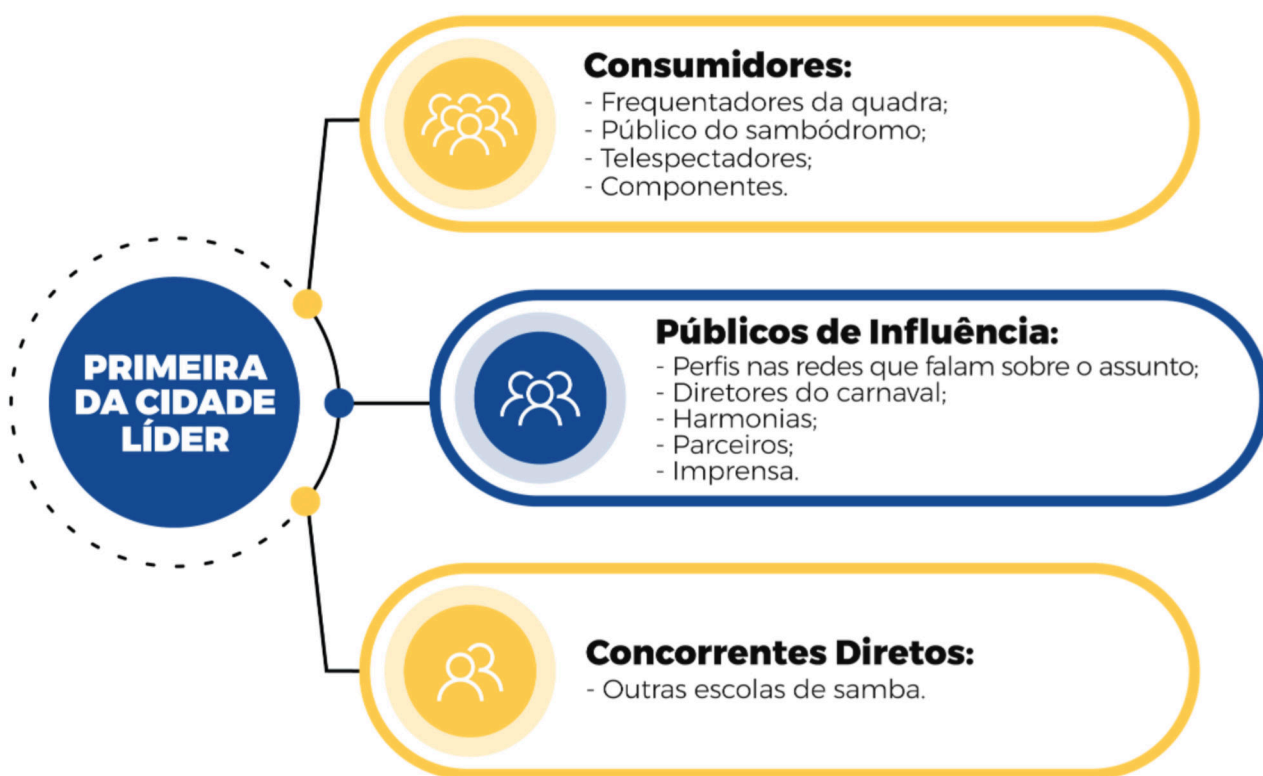 Consumidores:
- Frequentadores da quadra;
- Público do sambódromo;
- Telespectadores;
- Componentes.
PRIMEIRA
DA CIDADE
LÍDER
Públicos de Influência:
- Perfis nas redes que falam sobre o assunto;
- Diretores do carnaval;
- Harmonias;
- Parceiros;
- Imprensa.
Concorrentes Diretos:
- Outras escolas de samba.